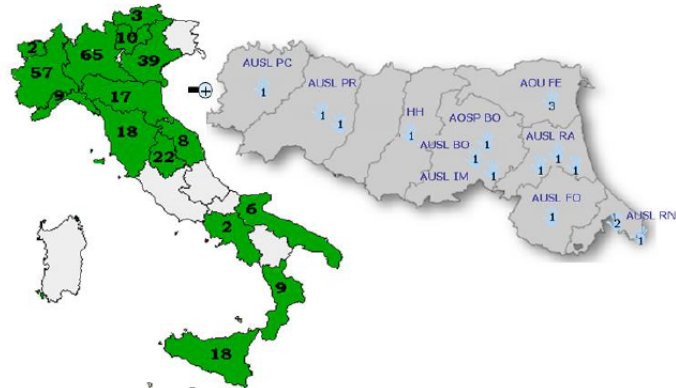 3
2
10
65
39
57
9
17
18
8
22
6
2
9
18
AUSL PC
1
AUSL PR
1
1
HH
1
AOSP BO
1
AUSL BO
1
AUSL IM
1
AOU FE
3
AUSL RA
1
1
1
AUSL FO
1
AUSL RN
2
1